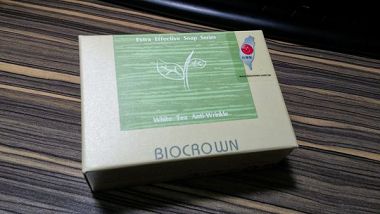 Extra Effective Soap Series
White Tea Anti-Wrinkle
BIOCROWN